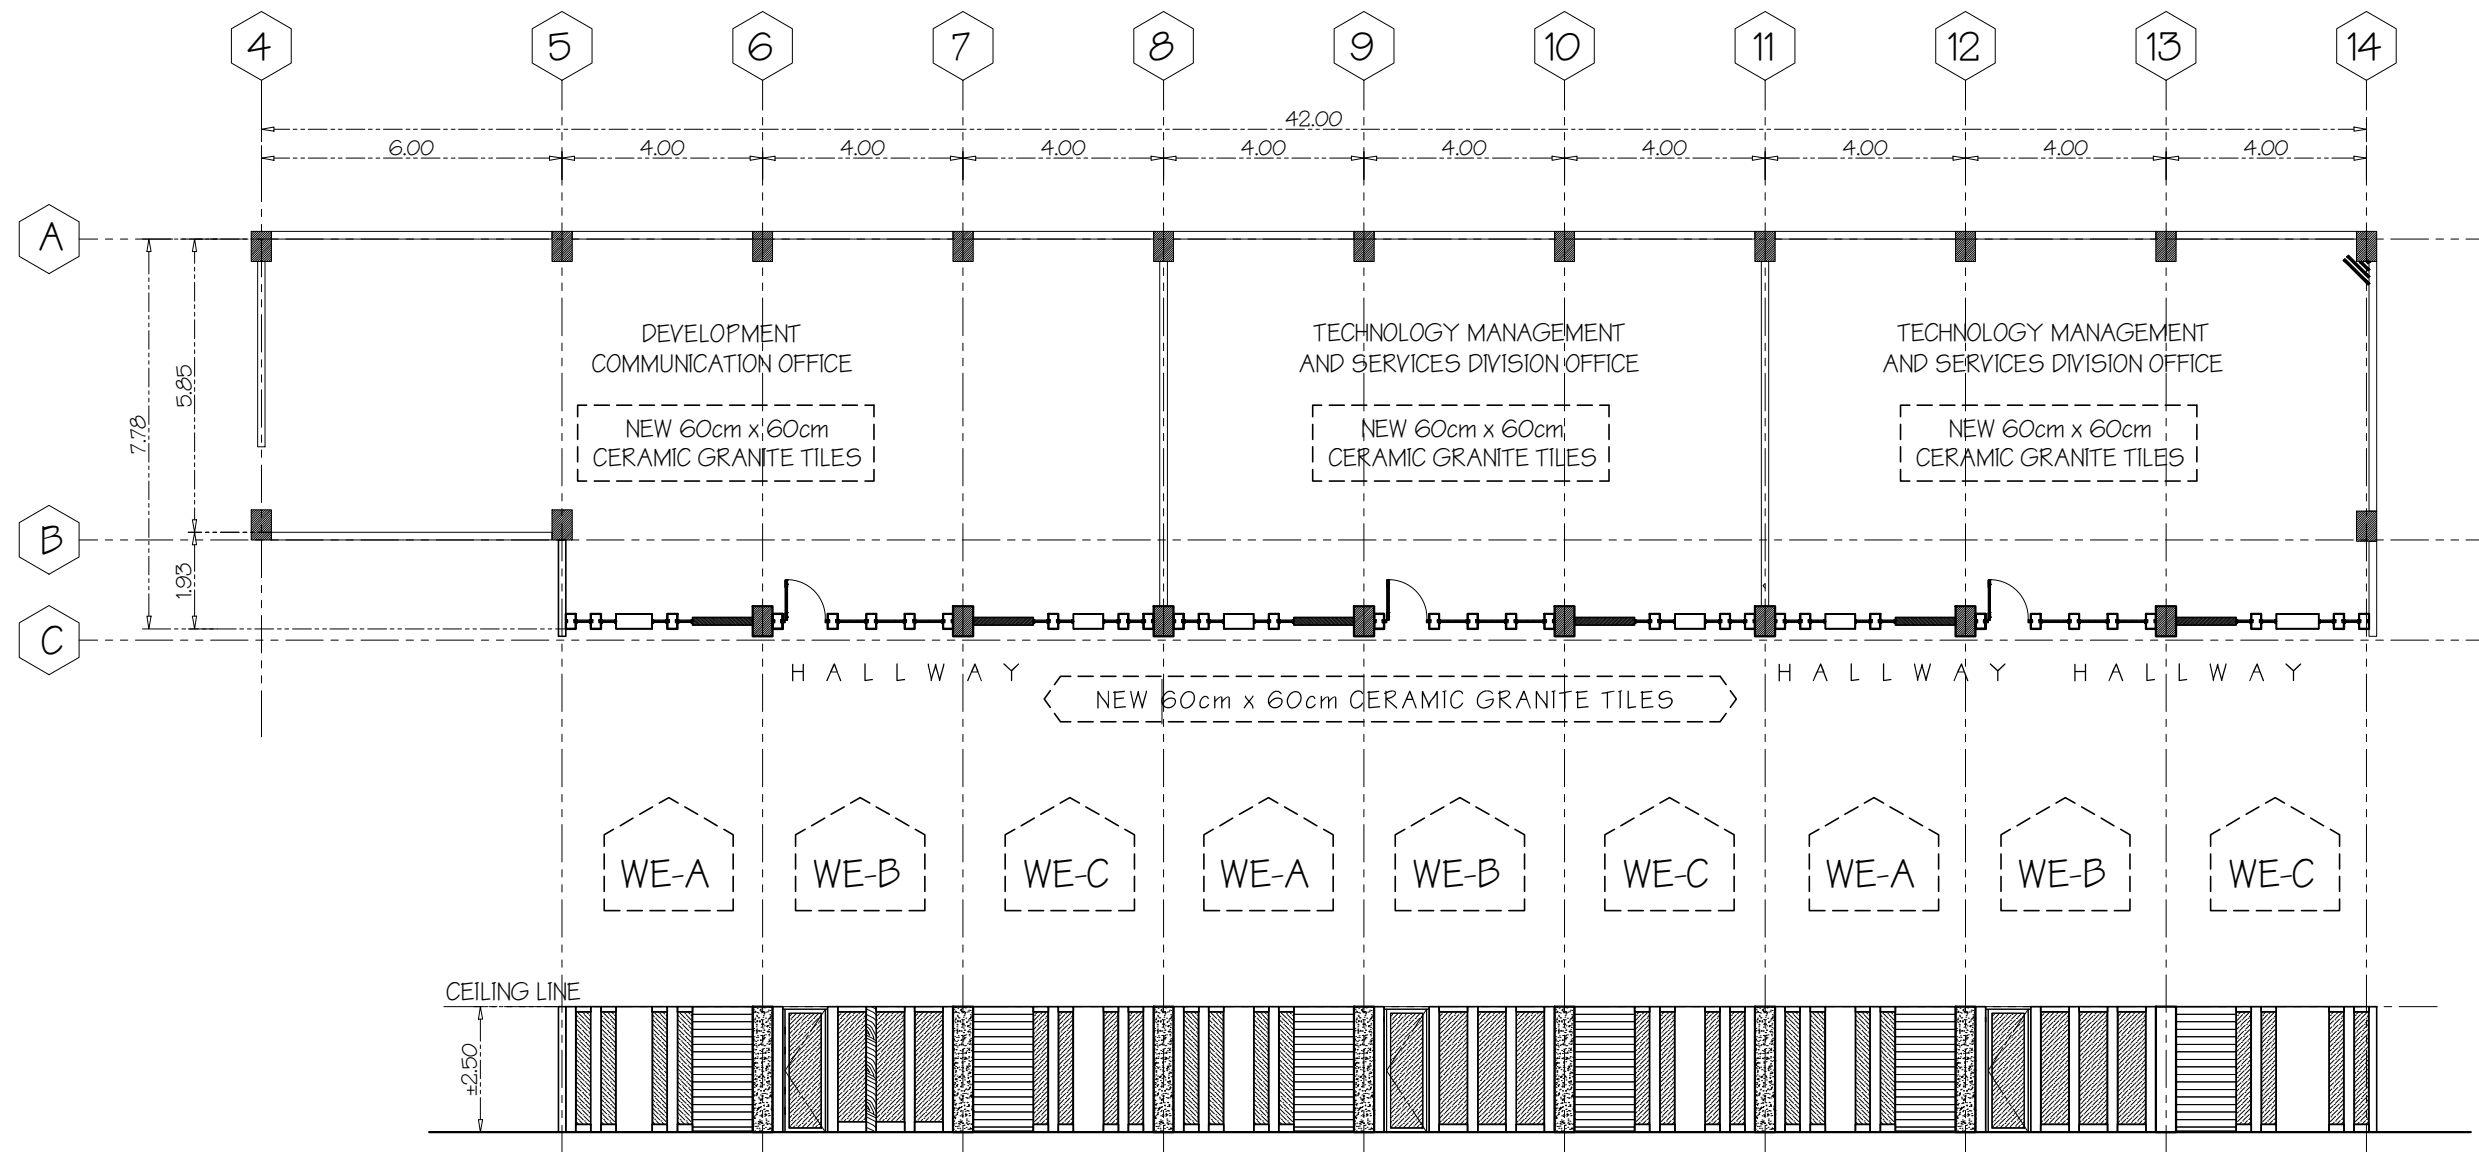 4 5 6 7 8 9 10 11 12 13 14
42.00
6.00 4.00 4.00 4.00 4.00 4.00 4.00 4.00 4.00 4.00
A
DEVELOPMENT
COMMUNICATION OFFICE
NEW 60cm x 60cm
CERAMIC GRANITE TILES
TECHNOLOGY MANAGEMENT
AND SERVICES DIVISION OFFICE
NEW 60cm x 60cm
CERAMIC GRANITE TILES
TECHNOLOGY MANAGEMENT
AND SERVICES DIVISION OFFICE
NEW 60cm x 60cm
CERAMIC GRANITE TILES
7.78
5.85
B
1.93
C
HALLWAY HALLWAY HALLWAY
NEW 60cm x 60cm CERAMIC GRANITE TILES
WE-A WE-B WE-C WE-A WE-B WE-C WE-A WE-B WE-C
CEILING LINE
±2.50